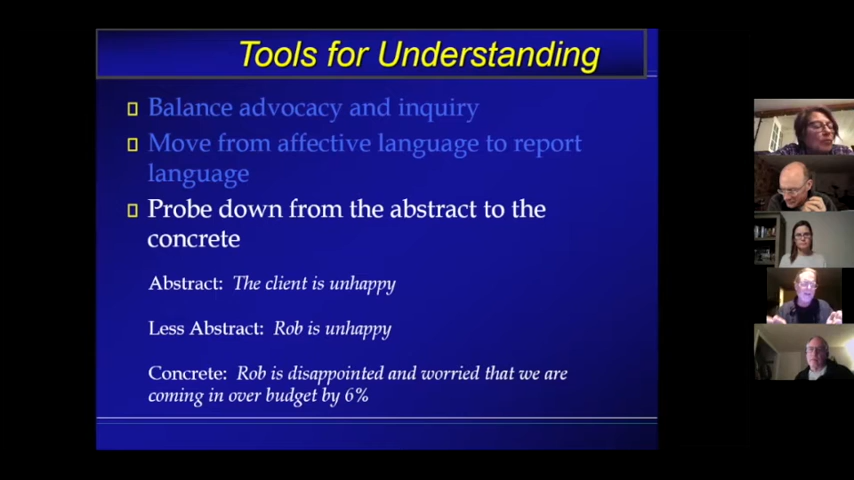 Tools for Understanding
Balance advocacy and inquiry
Move from affective language to report
language
Probe down from the abstract to the
concrete
Abstract: The client is unhappy
Less Abstract: Rob is unhappy
Concrete: Rob is disappointed and worried that we are
coming in over budget by 6%